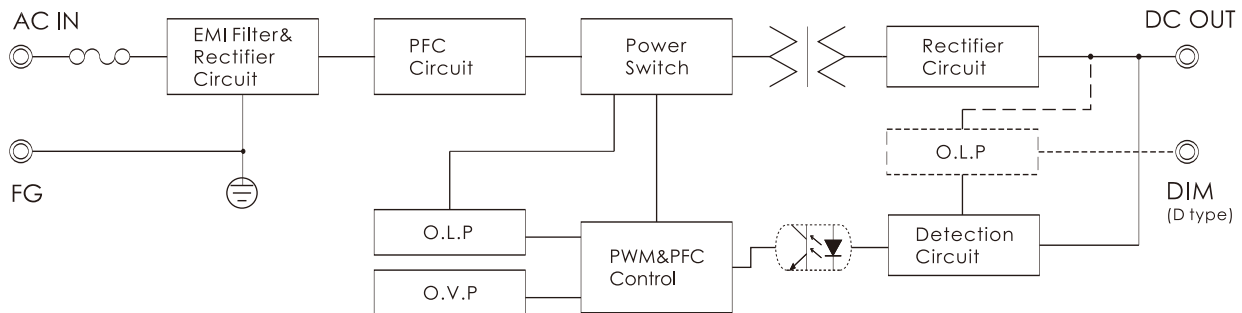 AC IN
EMI Filter&
Rectifier
Circuit
PFC
Circuit
Power
Switch
Rectifier
Circuit
DC OUT
FG
O.L.P
DIM
(D type)
O.L.P
O.V.P
PWM&PFC
Control
Detection
Circuit